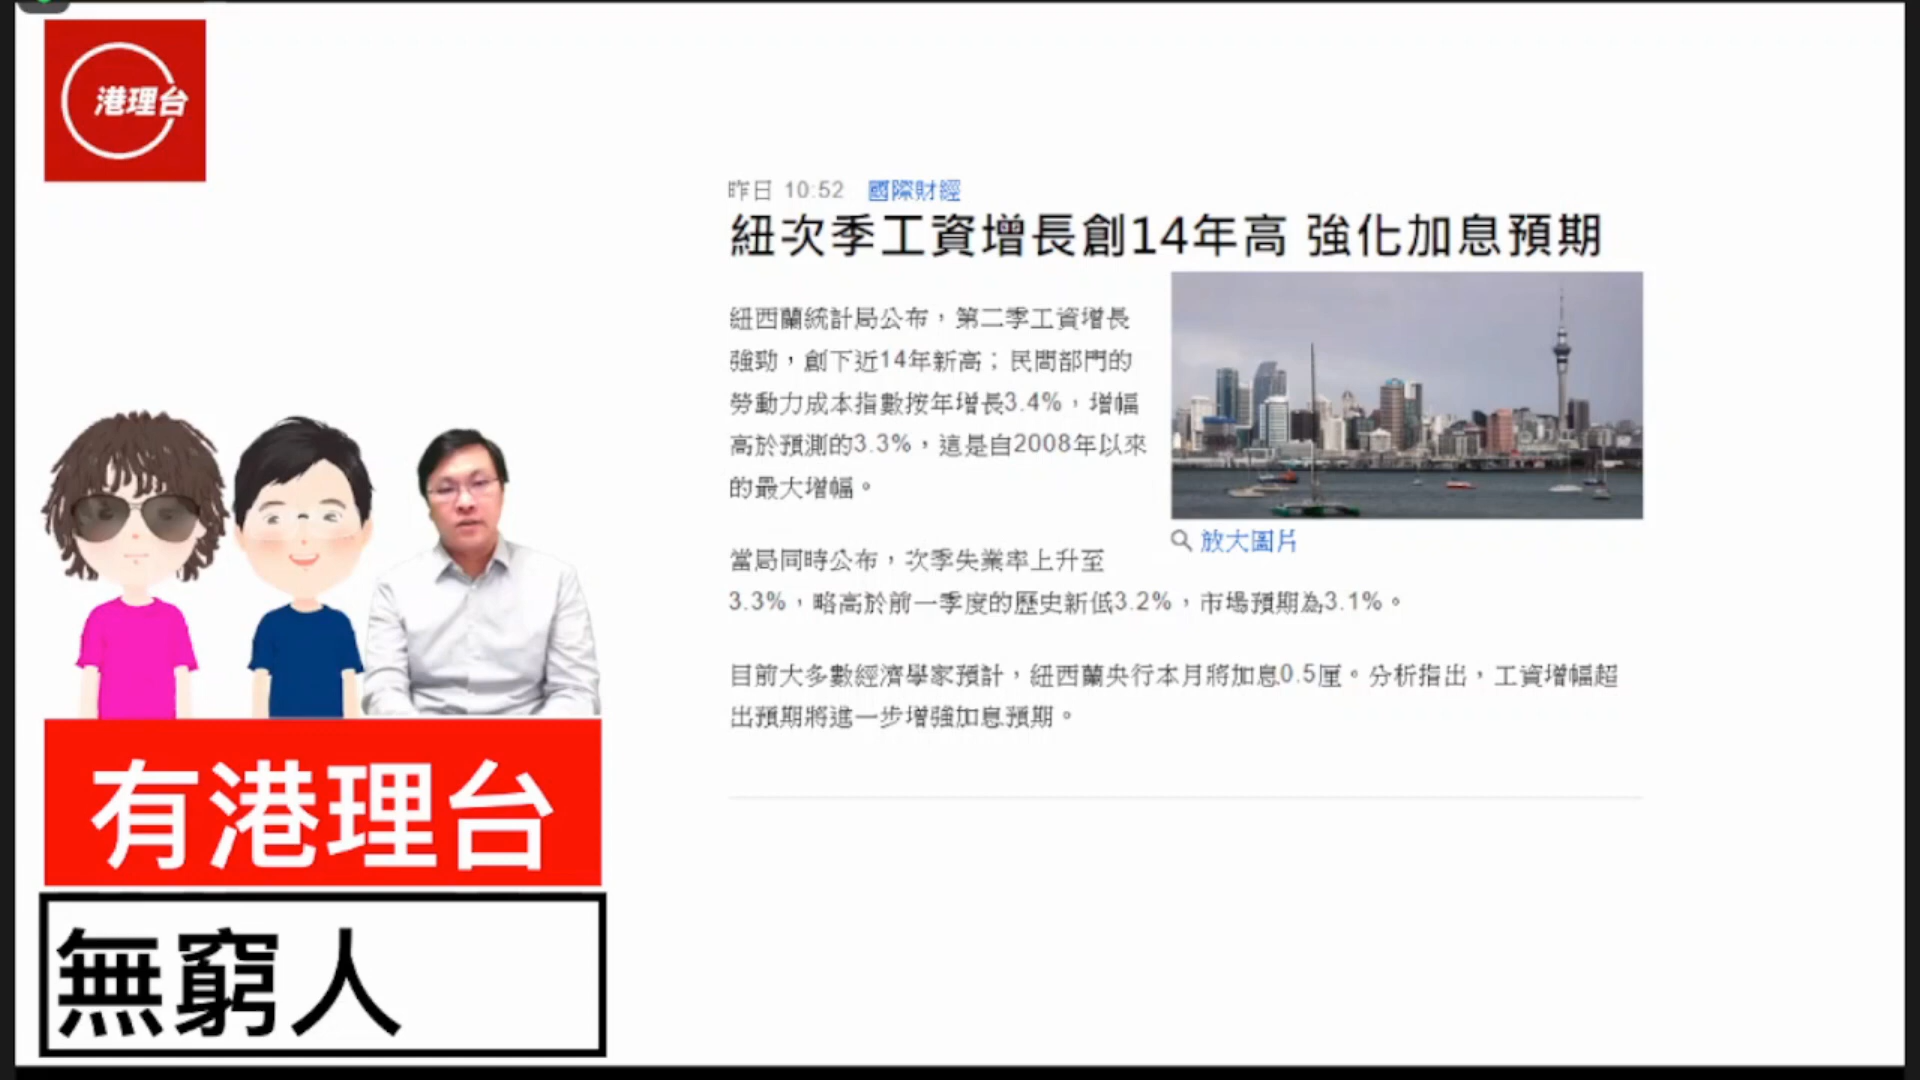 港理台
昨日 10:52 國際財經
紐次季工資增長創14年高 強化加息預期
紐西蘭統計局公布，第二季工資增長
強勁，創下近14年新高；民間部門的
勞動力成本指數按年增長3.4%，增幅
高於預測的3.3%，這是自2008年以來
的最大增幅。
放大圖片
當局同時公布，次季失業率上升至
3.3%，略高於前一季度的歷史新低3.2%，市場預期為3.1%。
目前大多數經濟學家預計，紐西蘭央行本月將加息0.5厘。分析指出，工資增幅超
出預期將進一步增強加息預期。
有港理台
無窮人